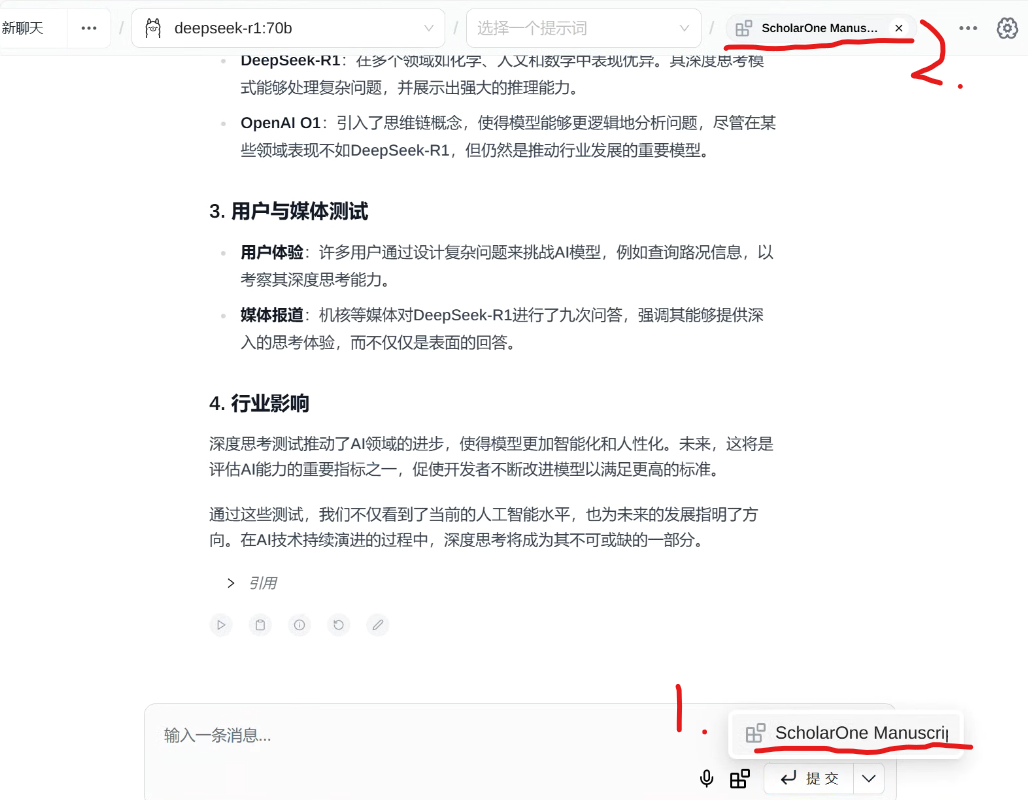 新聊天 ••• / deepseek-r1:70b / 选择一个提示词 / ScholarOne Manus... × •••
2.
DeepSeek-R1：在多个领域如化学、人文和数学中表现优异。其深度思考模
式能够处理复杂问题，并展示出强大的推理能力。
OpenAI O1：引入了思维链概念，使得模型能够更逻辑地分析问题，尽管在某
些领域表现不如DeepSeek-R1，但仍然是推动行业发展的重要模型。
3. 用户与媒体测试
用户体验：许多用户通过设计复杂问题来挑战AI模型，例如查询路况信息，以
考察其深度思考能力。
媒体报道：机核等媒体对DeepSeek-R1进行了九次问答，强调其能够提供深
入的思考体验，而不仅仅是表面的回答。
4. 行业影响
深度思考测试推动了AI领域的进步，使得模型更加智能化和人性化。未来，这将是
评估AI能力的重要指标之一，促使开发者不断改进模型以满足更高的标准。
通过这些测试，我们不仅看到了当前的人工智能水平，也为未来的发展指明了方
向。在AI技术持续演进的过程中，深度思考将成为其不可或缺的一部分。
> 引用
1.
输入一条消息...
ScholarOne Manuscrip
提交